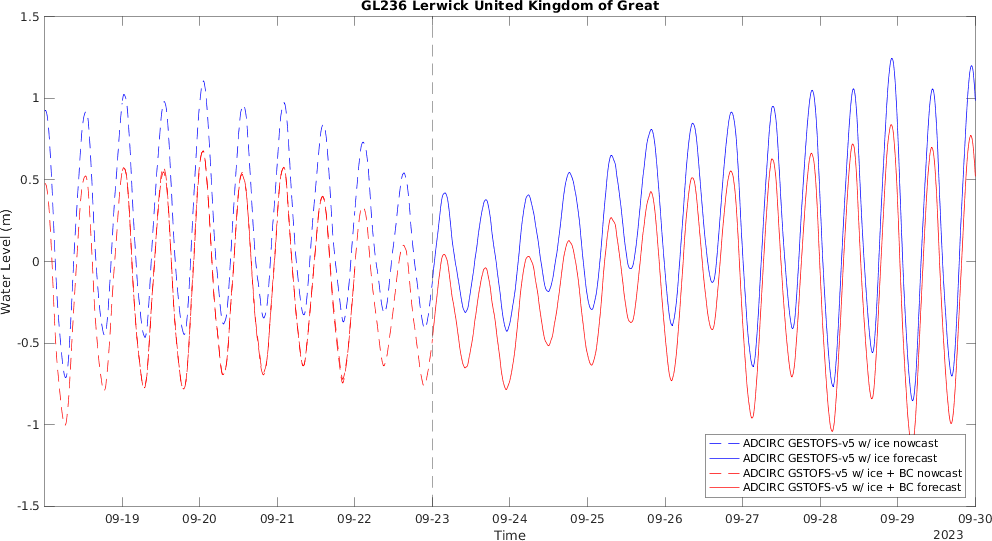 GL236 Lerwick United Kingdom of Great
1.5
1
0.5
0
-0.5
-1
-1.5
Water Level (m)
09-19 09-20 09-21 09-22 09-23 09-24 09-25 09-26 09-27 09-28 09-29 09-30
Time
2023
ADCIRC GESTOFS-v5 w/ ice nowcast
ADCIRC GESTOFS-v5 w/ ice forecast
ADCIRC GSTOFS-v5 w/ ice + BC nowcast
ADCIRC GSTOFS-v5 w/ ice + BC forecast